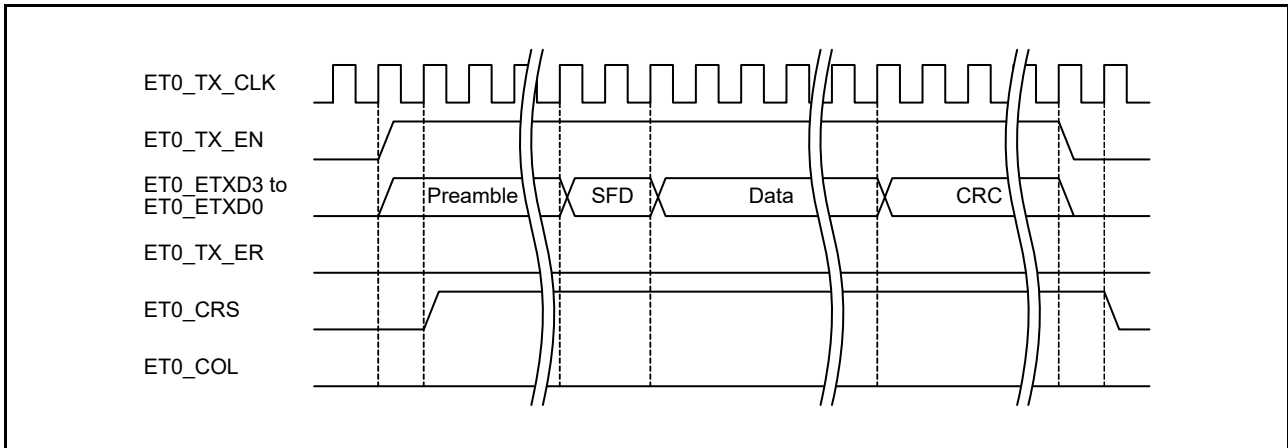 ET0_TX_CLK
ET0_TX_EN
ET0_ETXD3 to
ET0_ETXD0
Preamble
SFD
Data
CRC
ET0_TX_ER
ET0_CRS
ET0_COL